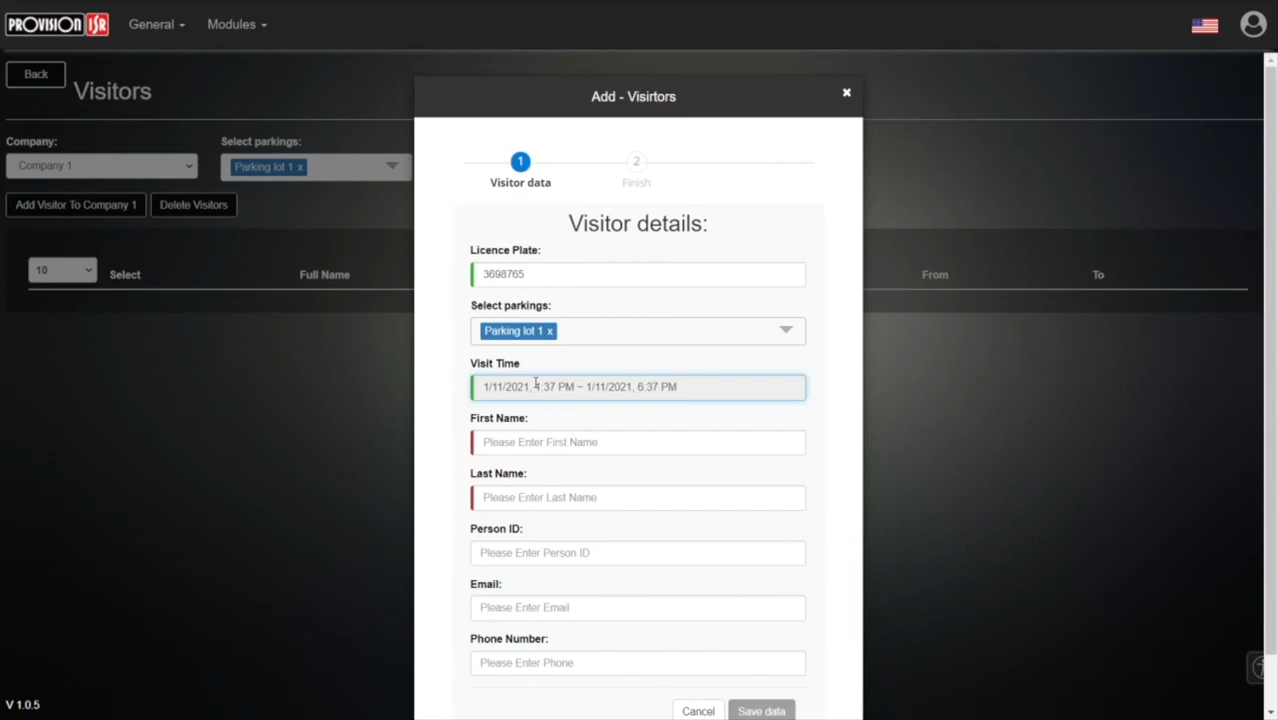 PROVISION ISR General Modules
Back
Visitors
Add - Visirtors
×
Company:
Select parkings:
Company 1
Parking lot 1 x
1
2
Visitor data
Finish
Add Visitor To Company 1
Delete Visitors
Visitor details:
Licence Plate:
3698765
10
Select
Full Name
From
To
Select parkings:
Parking lot 1 x
Visit Time
1/11/2021, 4:37 PM ~ 1/11/2021, 6:37 PM
First Name:
Please Enter First Name
Last Name:
Please Enter Last Name
Person ID:
Please Enter Person ID
Email:
Please Enter Email
Phone Number:
Please Enter Phone
Cancel
Save data
V 1.0.5